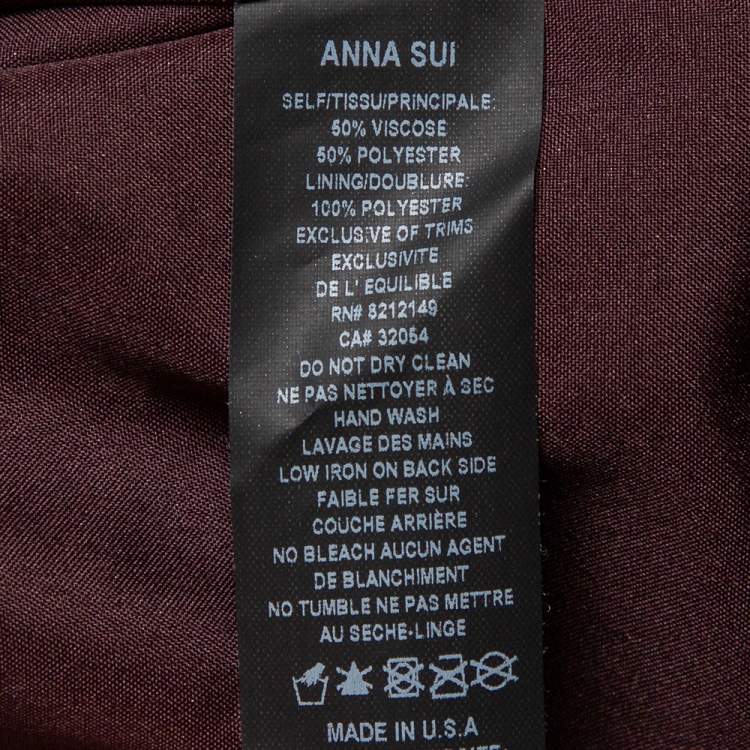 ANNA SUI
SELF/TISSU/PRINCIPALE:
50% VISCOSE
50% POLYESTER
LINING/DOUBLURE:
100% POLYESTER
EXCLUSIVE OF TRIMS
EXCLUSIVITE
DE L' EQUILIBLE
RN# 8212149
CA# 32054
DO NOT DRY CLEAN
NE PAS NETTOYER À SEC
HAND WASH
LAVAGE DES MAINS
LOW IRON ON BACK SIDE
FAIBLE FER SUR
COUCHE ARRIÈRE
NO BLEACH AUCUN AGENT
DE BLANCHIMENT
NO TUMBLE NE PAS METTRE
AU SECHE-LINGE
MADE IN U.S.A